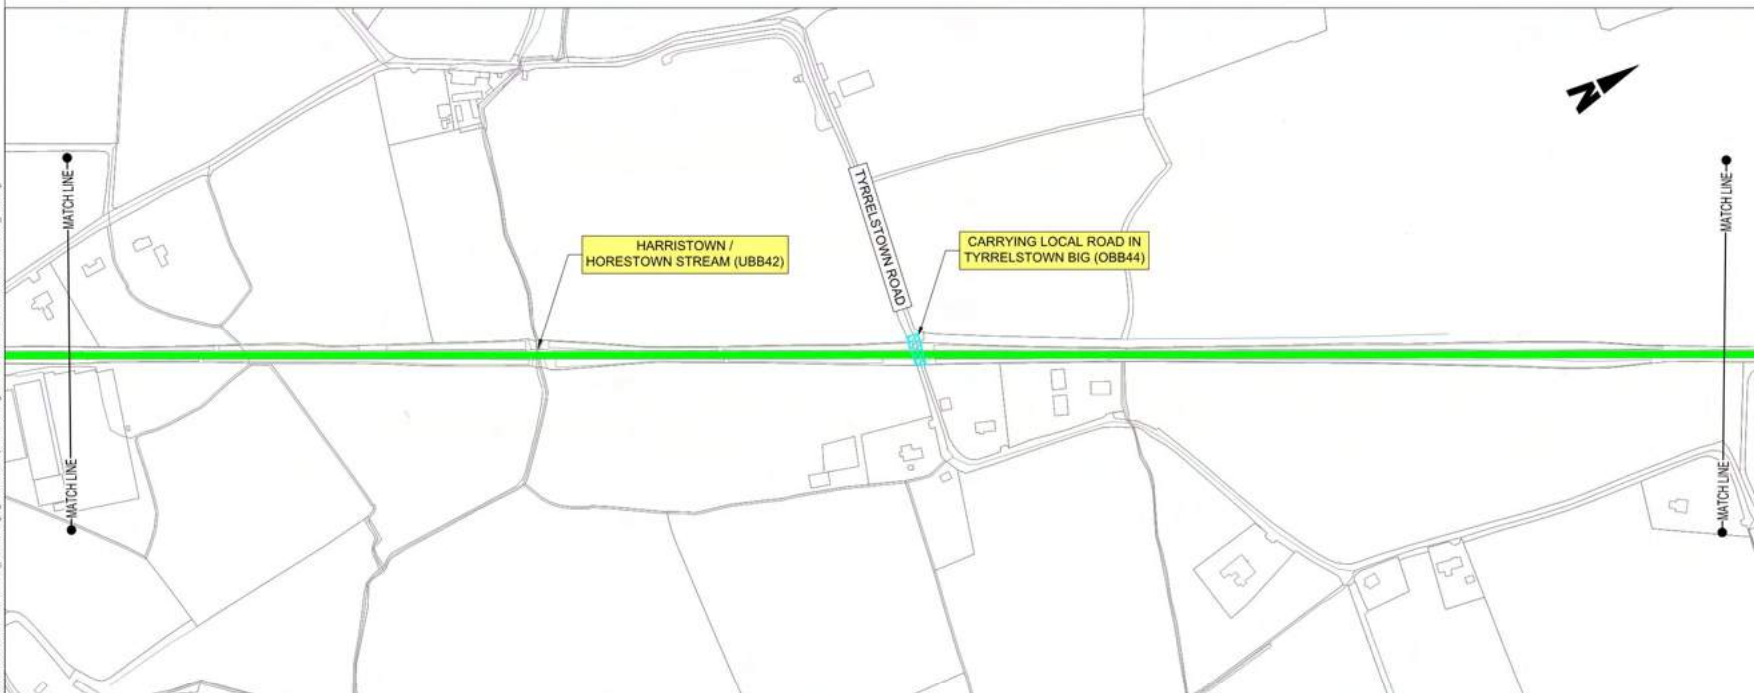 N
MATCH LINE
MATCH LINE
TYRRELSTOWN ROAD
HARRISTOWN /
HORESTOWN STREAM (UBB42)
CARRYING LOCAL ROAD IN
TYRRELSTOWN BIG (OBB44)
MATCH LINE
MATCH LINE